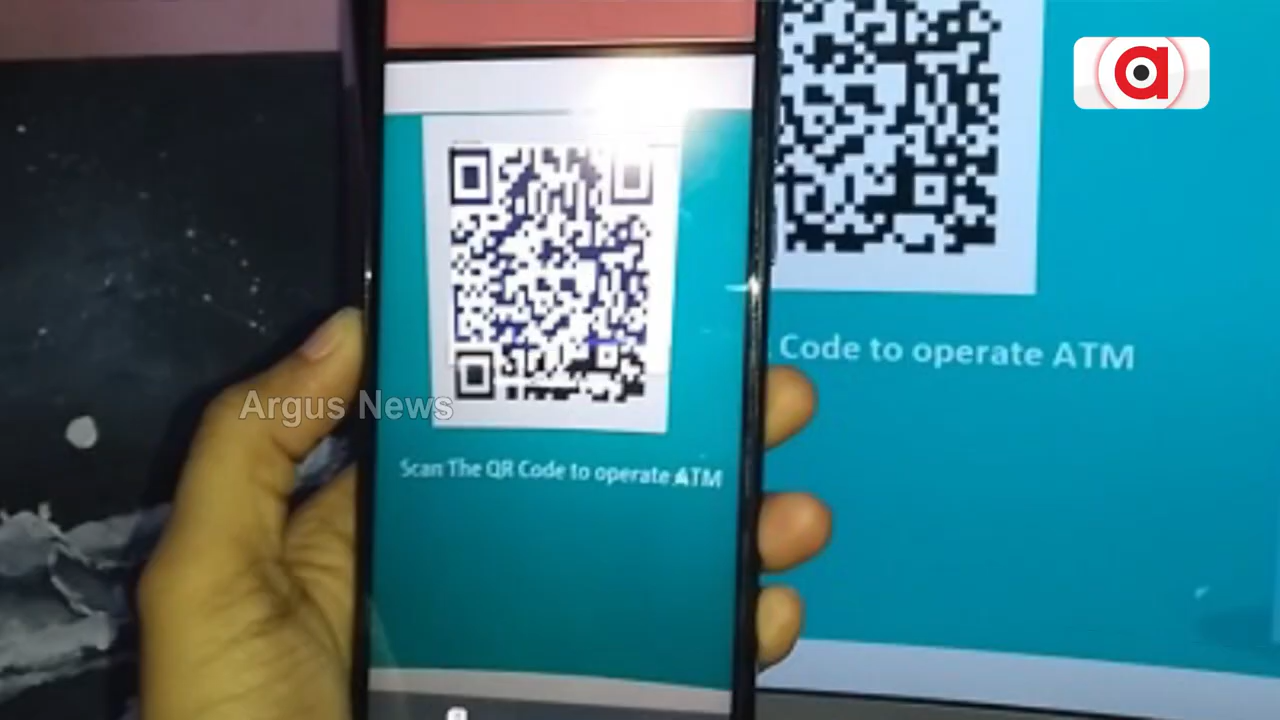 a
Code to operate ATM
Argus News
Scan The QR Code to operate ATM